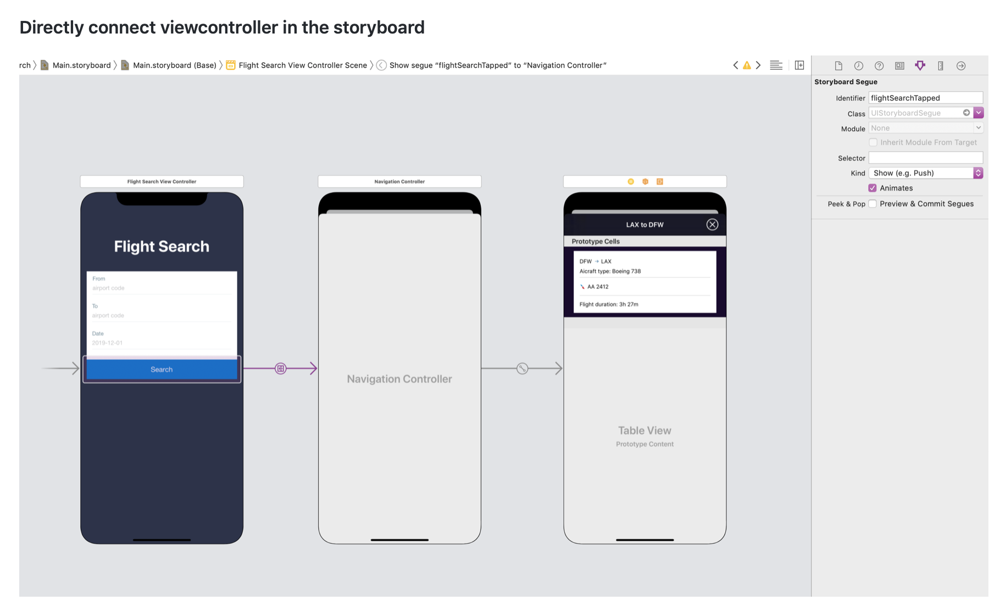 Directly connect viewcontroller in the storyboard
rch 〉 Main.storyboard 〉 Main.storyboard (Base) 〉 Flight Search View Controller Scene 〉 Show segue “flightSearchTapped” to “Navigation Controller”
Storyboard Segue
Identifier flightSearchTapped
Class UIStoryboardSegue
Module None
Inherit Module From Target
Selector
Kind Show (e.g. Push)
Animates
Peek & Pop Preview & Commit Segues
Flight Search View Controller
Flight Search
From
airport code
To
airport code
Date
2019-12-01
Search
Navigation Controller
Navigation Controller
LAX to DFW
Prototype Cells
DFW → LAX
Aicraft type: Boeing 738
AA 2412
Flight duration: 3h 27m
Table View
Prototype Content